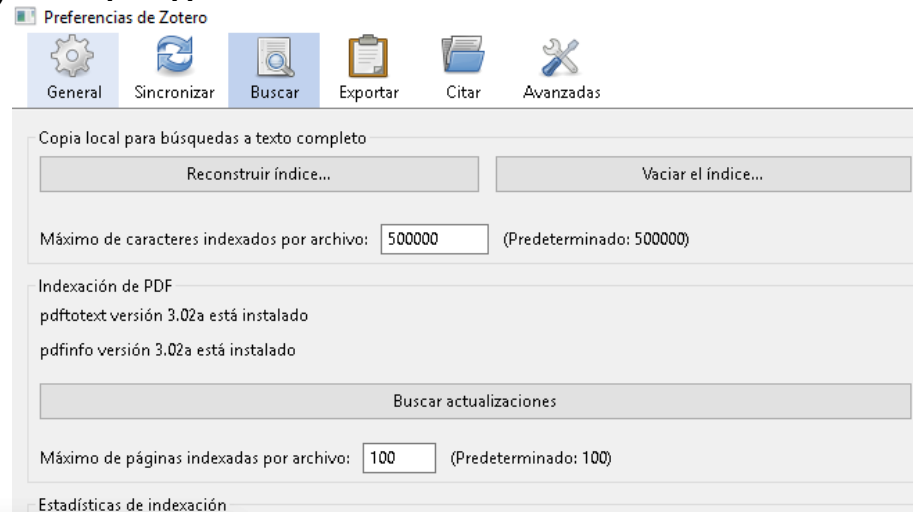 Preferencias de Zotero
General Sincronizar Buscar Exportar Citar Avanzadas
Copia local para búsquedas a texto completo
Reconstruir índice... Vaciar el índice...
Máximo de caracteres indexados por archivo: 500000 (Predeterminado: 500000)
Indexación de PDF
pdftotext versión 3.02a está instalado
pdfinfo versión 3.02a está instalado
Buscar actualizaciones
Máximo de páginas indexadas por archivo: 100 (Predeterminado: 100)
Estadísticas de indexación